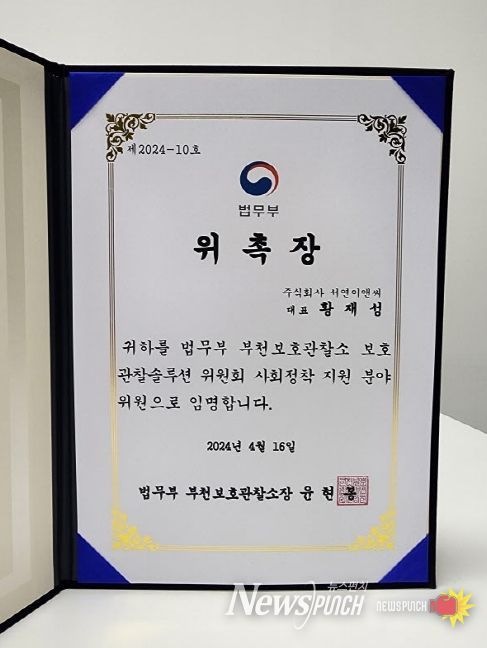 제2024-10호
법무부
위촉장
주식회사 서연이앤씨
대표 황재섭
귀하를 법무부 부천보호관찰소 보호
관찰솔루션 위원회 사회정착 지원 분야
위원으로 임명합니다.
2024년 4월 16일
법무부 부천보호관찰소장 윤현봉
뉴스펀치
NewsPunch
NEWSPUNCH